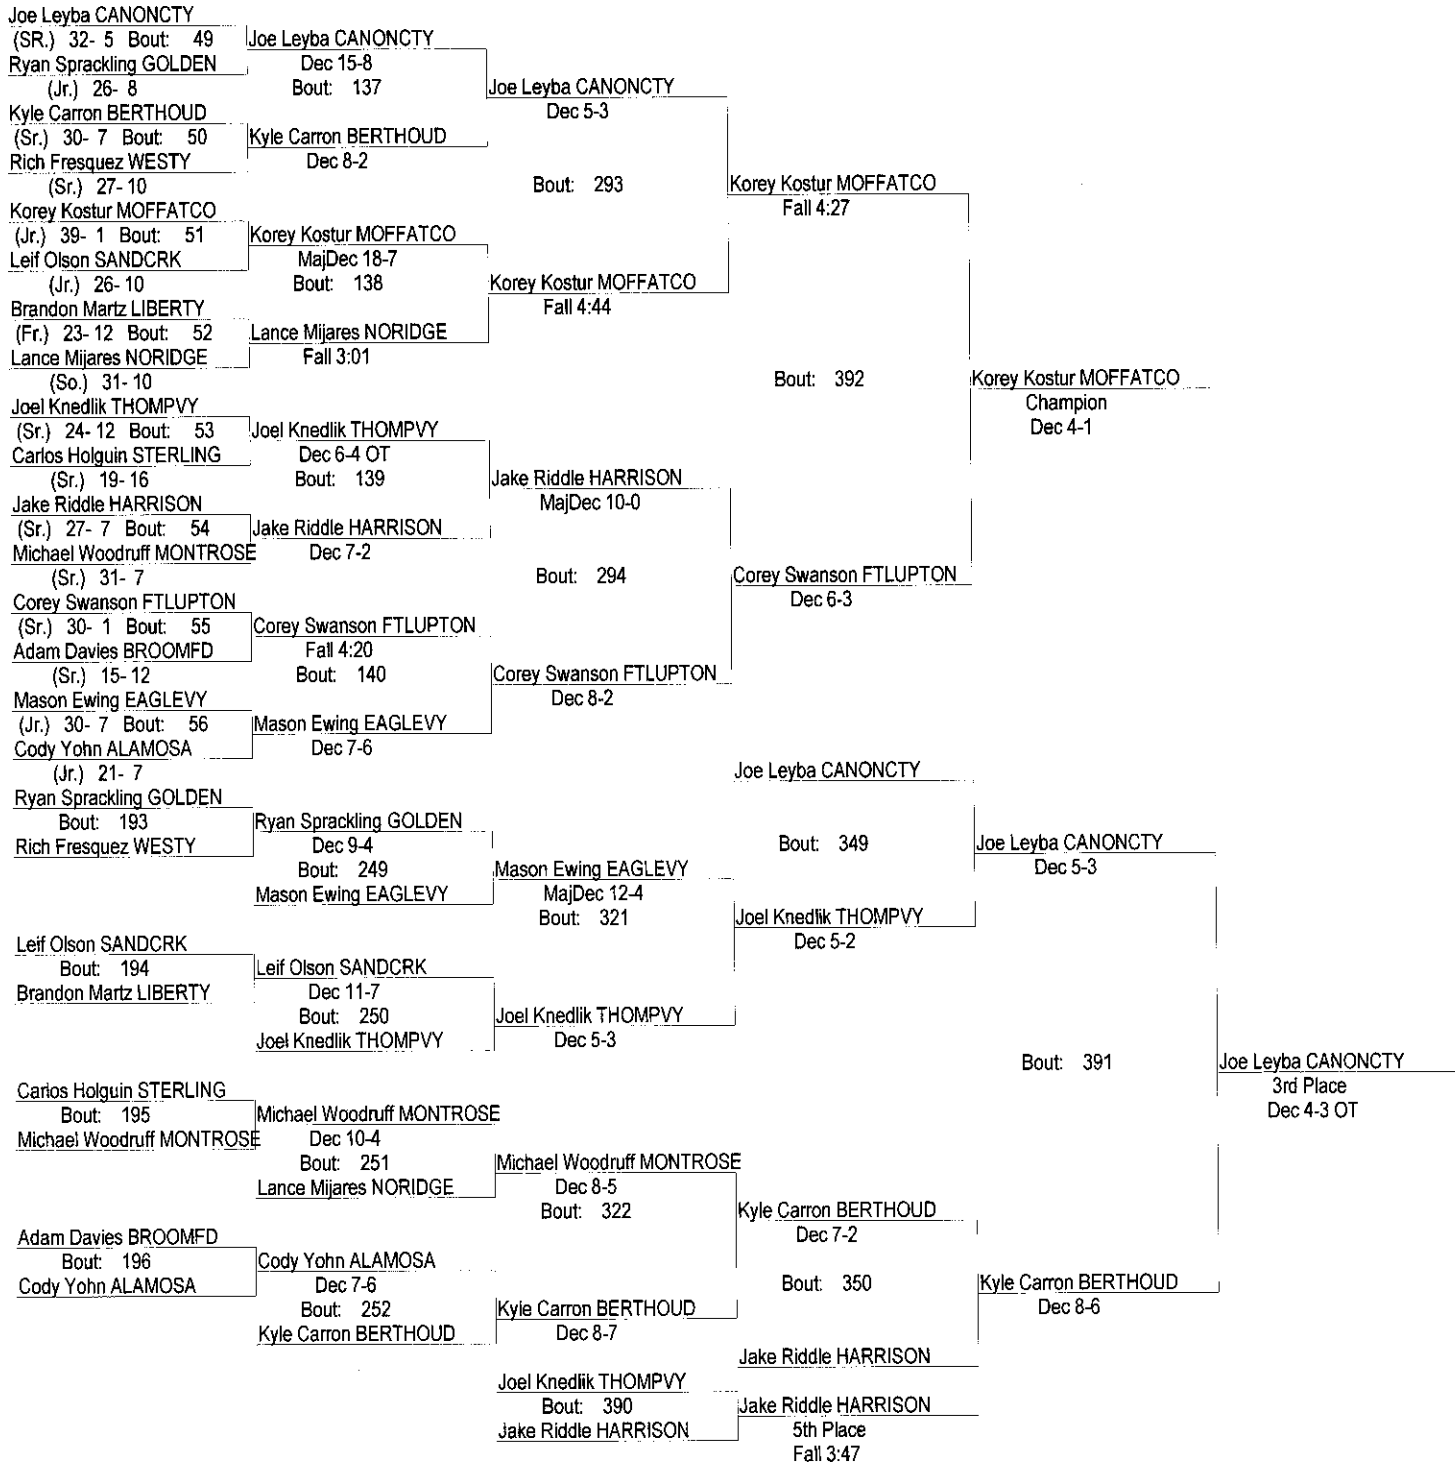 Joe Leyba CANONCTY
(SR.) 32- 5 Bout: 49
Ryan Sprackling GOLDEN
(Jr.) 26- 8
Kyle Carron BERTHOUD
(Sr.) 30- 7 Bout: 50
Rich Fresquez WESTY
(Sr.) 27- 10
Korey Kostur MOFFATCO
(Jr.) 39- 1 Bout: 51
Leif Olson SANDCRK
(Jr.) 26- 10
Brandon Martz LIBERTY
(Fr.) 23- 12 Bout: 52
Lance Mijares NORIDGE
(So.) 31- 10
Joel Knedlik THOMPVY
(Sr.) 24- 12 Bout: 53
Carlos Holguin STERLING
(Sr.) 19- 16
Jake Riddle HARRISON
(Sr.) 27- 7 Bout: 54
Michael Woodruff MONTROSE
(Sr.) 31- 7
Corey Swanson FTLUPTON
(Sr.) 30- 1 Bout: 55
Adam Davies BROOMFD
(Sr.) 15- 12
Mason Ewing EAGLEVY
(Jr.) 30- 7 Bout: 56
Cody Yohn ALAMOSA
(Jr.) 21- 7
Joe Leyba CANONCTY
Dec 15-8
Bout: 137
Kyle Carron BERTHOUD
Dec 8-2
Korey Kostur MOFFATCO
MajDec 18-7
Bout: 138
Lance Mijares NORIDGE
Fall 3:01
Joel Knedlik THOMPVY
Dec 6-4 OT
Bout: 139
Jake Riddle HARRISON
Dec 7-2
Corey Swanson FTLUPTON
Fall 4:20
Bout: 140
Mason Ewing EAGLEVY
Dec 7-6
Joe Leyba CANONCTY
Dec 5-3
Bout: 293
Korey Kostur MOFFATCO
Fall 4:44
Jake Riddle HARRISON
MajDec 10-0
Bout: 294
Corey Swanson FTLUPTON
Dec 8-2
Korey Kostur MOFFATCO
Fall 4:27
Bout: 392
Corey Swanson FTLUPTON
Dec 6-3
Korey Kostur MOFFATCO
Champion
Dec 4-1
Ryan Sprackling GOLDEN
Bout: 193
Rich Fresquez WESTY
Leif Olson SANDCRK
Bout: 194
Brandon Martz LIBERTY
Carlos Holguin STERLING
Bout: 195
Michael Woodruff MONTROSE
Adam Davies BROOMFD
Bout: 196
Cody Yohn ALAMOSA
Ryan Sprackling GOLDEN
Dec 9-4
Bout: 249
Mason Ewing EAGLEVY
Leif Olson SANDCRK
Dec 11-7
Bout: 250
Joel Knedlik THOMPVY
Michael Woodruff MONTROSE
Dec 10-4
Bout: 251
Lance Mijares NORIDGE
Cody Yohn ALAMOSA
Dec 7-6
Bout: 252
Kyle Carron BERTHOUD
Mason Ewing EAGLEVY
MajDec 12-4
Bout: 321
Joel Knedlik THOMPVY
Dec 5-3
Michael Woodruff MONTROSE
Dec 8-5
Bout: 322
Kyle Carron BERTHOUD
Dec 8-7
Joe Leyba CANONCTY
Bout: 349
Joel Knedlik THOMPVY
Dec 5-2
Kyle Carron BERTHOUD
Dec 7-2
Bout: 350
Jake Riddle HARRISON
Joe Leyba CANONCTY
Dec 5-3
Bout: 391
Kyle Carron BERTHOUD
Dec 8-6
Joe Leyba CANONCTY
3rd Place
Dec 4-3 OT
Joel Knedlik THOMPVY
Bout: 390
Jake Riddle HARRISON
Jake Riddle HARRISON
5th Place
Fall 3:47